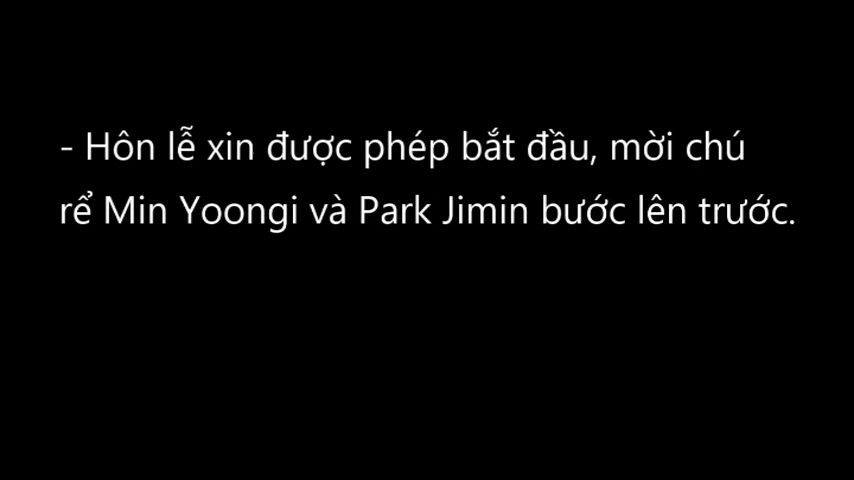 - Hôn lễ xin được phép bắt đầu, mời chú
rể Min Yoongi và Park Jimin bước lên trước.